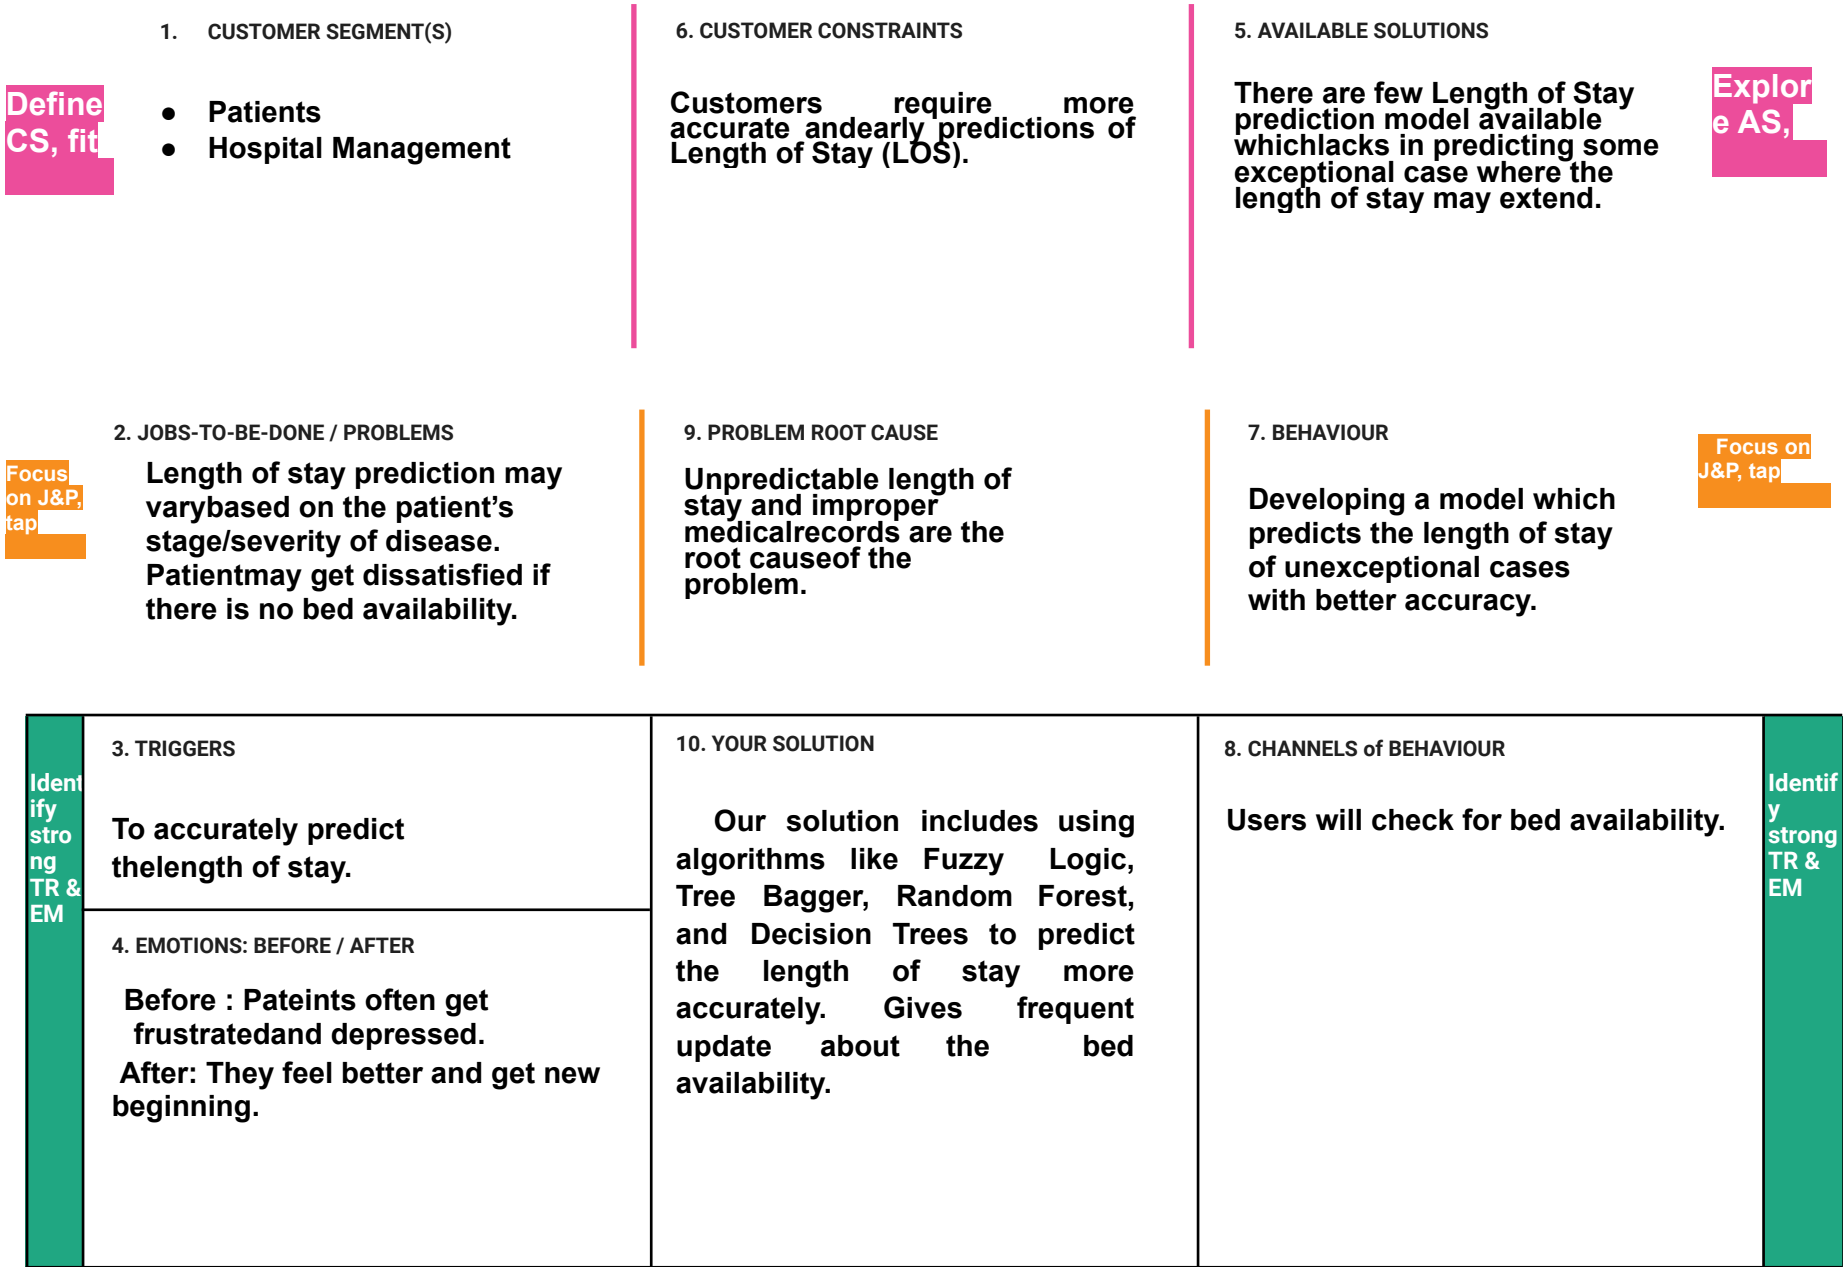 1. CUSTOMER SEGMENT(S)
Define
CS, fit
● Patients
● Hospital Management
6. CUSTOMER CONSTRAINTS
Customers require more
accurate andearly predictions of
Length of Stay (LOS).
5. AVAILABLE SOLUTIONS
There are few Length of Stay
prediction model available
whichlacks in predicting some
exceptional case where the
length of stay may extend.
Explor
e AS,
Focus
on J&P,
tap
2. JOBS-TO-BE-DONE / PROBLEMS
Length of stay prediction may
varybased on the patient’s
stage/severity of disease.
Patientmay get dissatisfied if
there is no bed availability.
9. PROBLEM ROOT CAUSE
Unpredictable length of
stay and improper
medicalrecords are the
root causeof the
problem.
7. BEHAVIOUR
Developing a model which
predicts the length of stay
of unexceptional cases
with better accuracy.
Focus on
J&P, tap
Ident
ify
stro
ng
TR &
EM
3. TRIGGERS
To accurately predict
thelength of stay.
4. EMOTIONS: BEFORE / AFTER
Before : Pateints often get
frustratedand depressed.
After: They feel better and get new
beginning.
10. YOUR SOLUTION
Our solution includes using
algorithms like Fuzzy Logic,
Tree Bagger, Random Forest,
and Decision Trees to predict
the length of stay more
accurately. Gives frequent
update about the bed
availability.
8. CHANNELS of BEHAVIOUR
Users will check for bed availability.
Identif
y
strong
TR &
EM